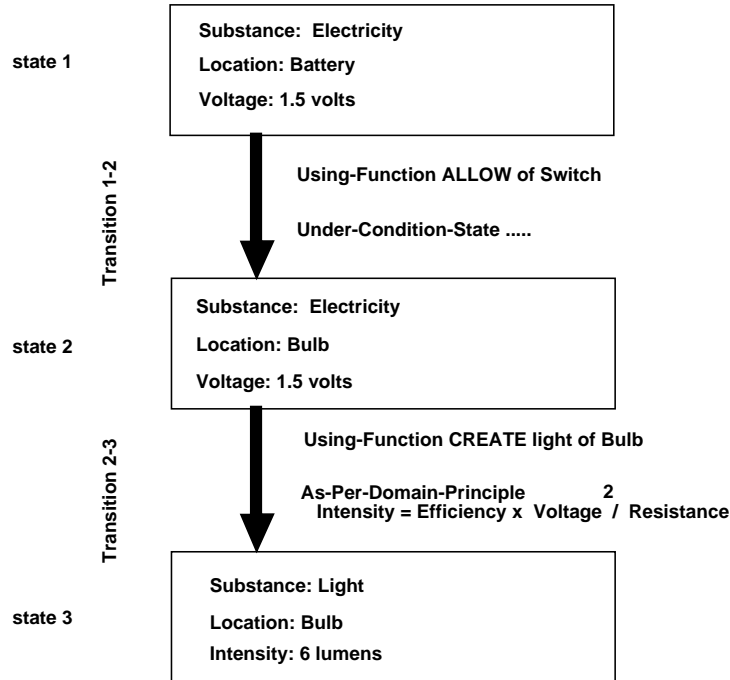 state 1
Substance: Electricity
Location: Battery
Voltage: 1.5 volts
Transition 1-2
Using-Function ALLOW of Switch
Under-Condition-State .....
state 2
Substance: Electricity
Location: Bulb
Voltage: 1.5 volts
Transition 2-3
Using-Function CREATE light of Bulb
As-Per-Domain-Principle
Intensity = Efficiency x Voltage² / Resistance
state 3
Substance: Light
Location: Bulb
Intensity: 6 lumens